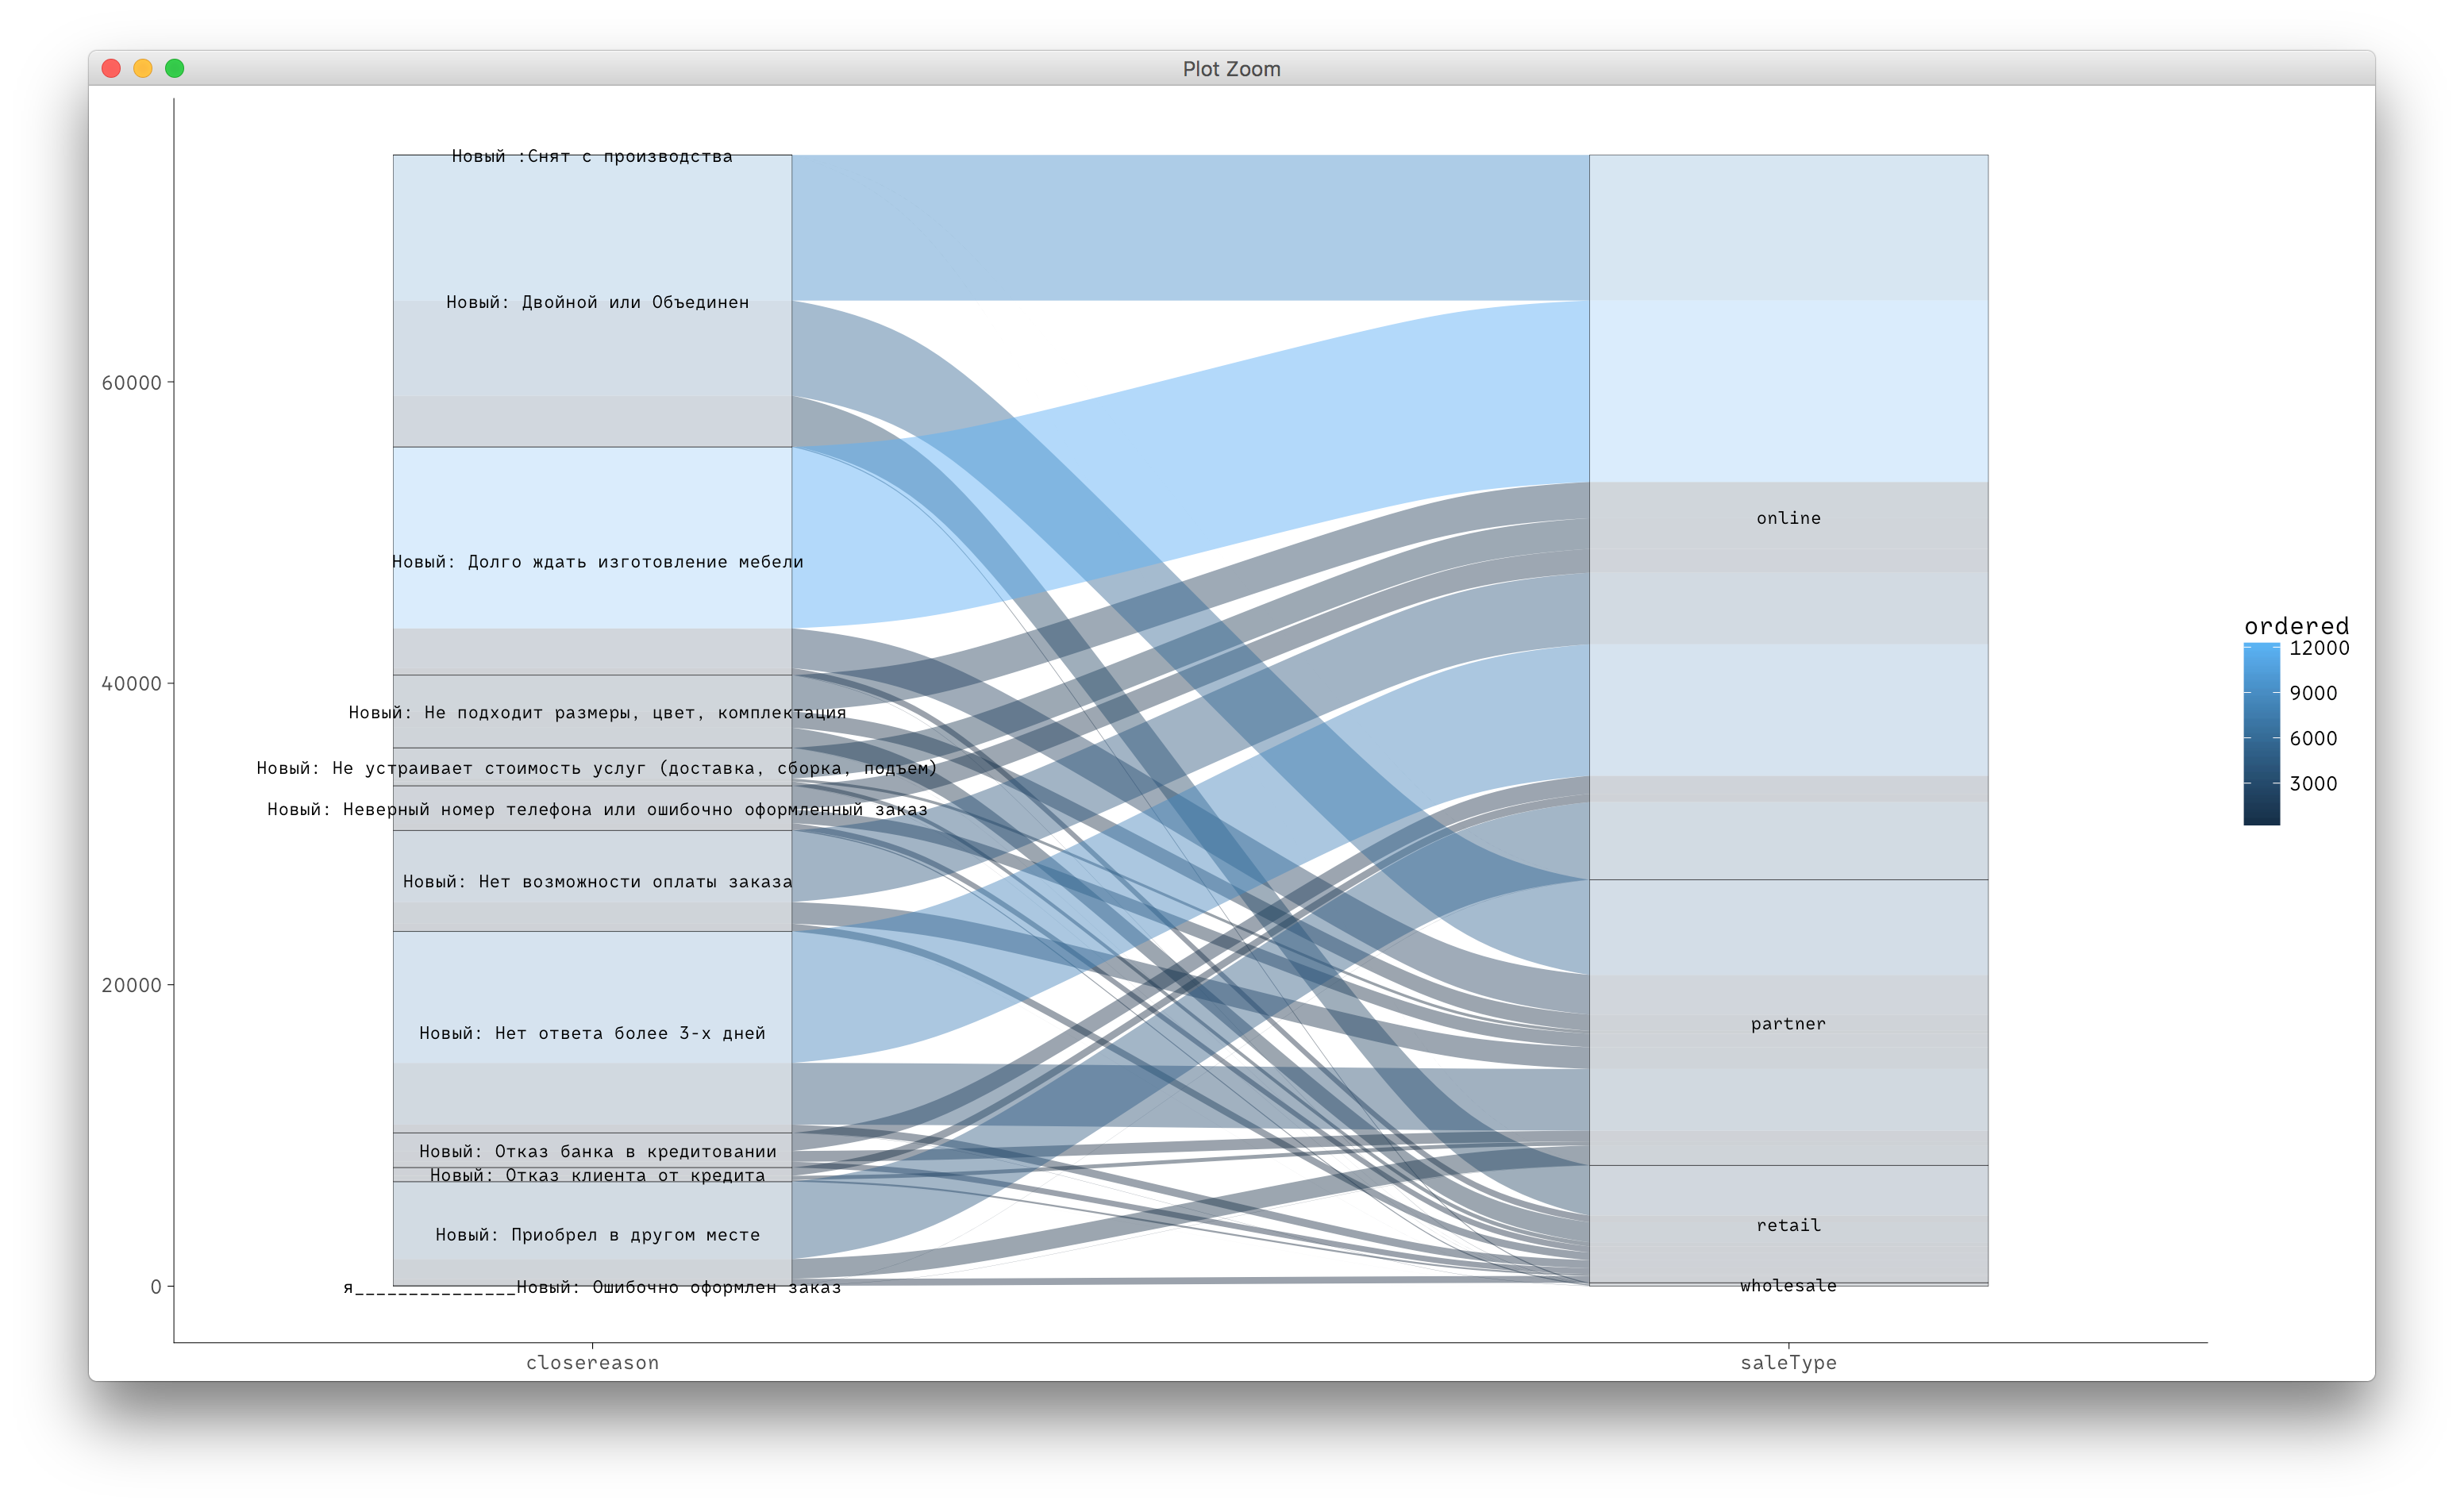 Plot Zoom
Новый :Снят с производства
Новый: Двойной или Объединен
60000
online
Новый: Долго ждать изготовление мебели
ordered
12000
9000
6000
3000
40000
Новый: Не подходит размеры, цвет, комплектация
Новый: Не устраивает стоимость услуг (доставка, сборка, подъем)
Новый: Неверный номер телефона или ошибочно оформленный заказ
Новый: Нет возможности оплаты заказа
20000
partner
Новый: Нет ответа более 3-х дней
Новый: Отказ банка в кредитовании
Новый: Отказ клиента от кредита
retail
Новый: Приобрел в другом месте
0
я_______________Новый: Ошибочно оформлен заказ
wholesale
closereason
saleType